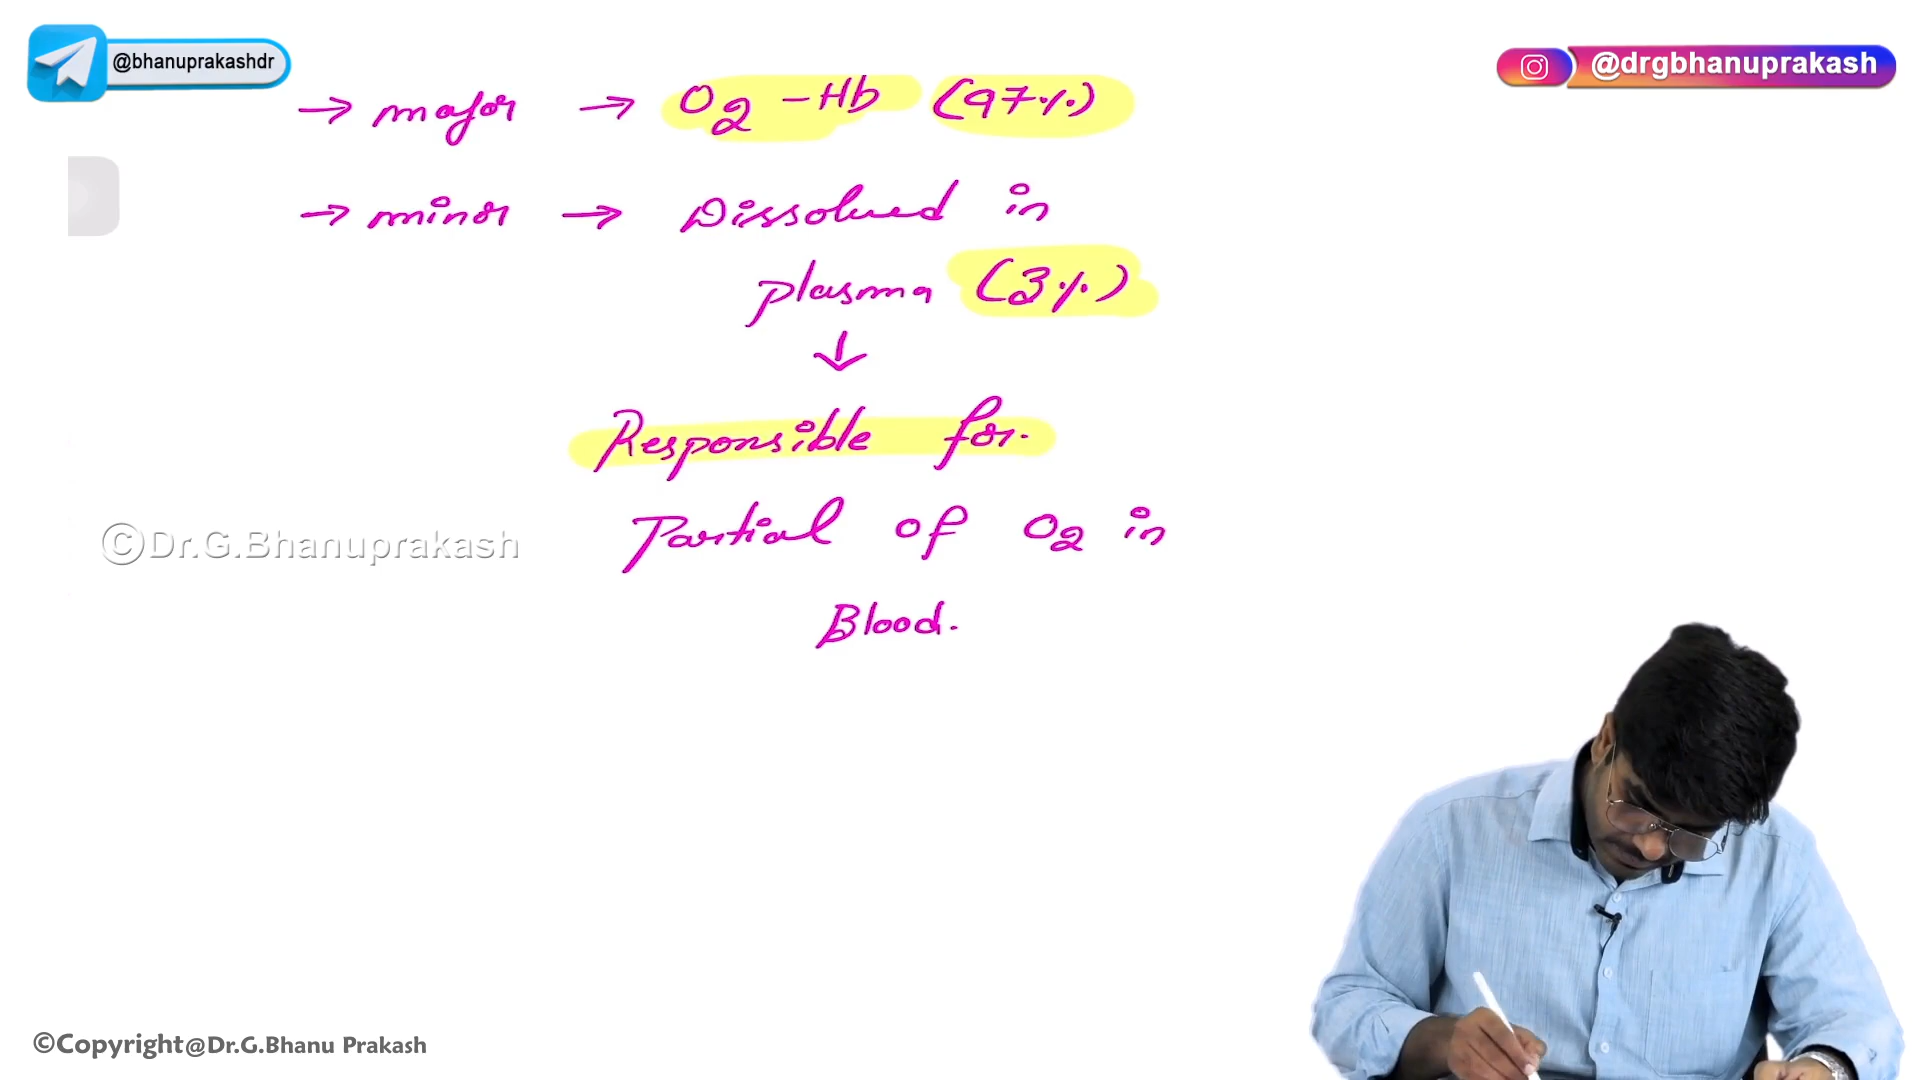 @bhanuprakashdr
@drgbhanuprakash
→ major → O2 - Hb (97%)
→ minor → Dissolved in
plasma (3%)
↓
Responsible for.
Partial of O2 in
Blood.
©Dr.G.Bhanuprakash
©Copyright@Dr.G.Bhanu Prakash